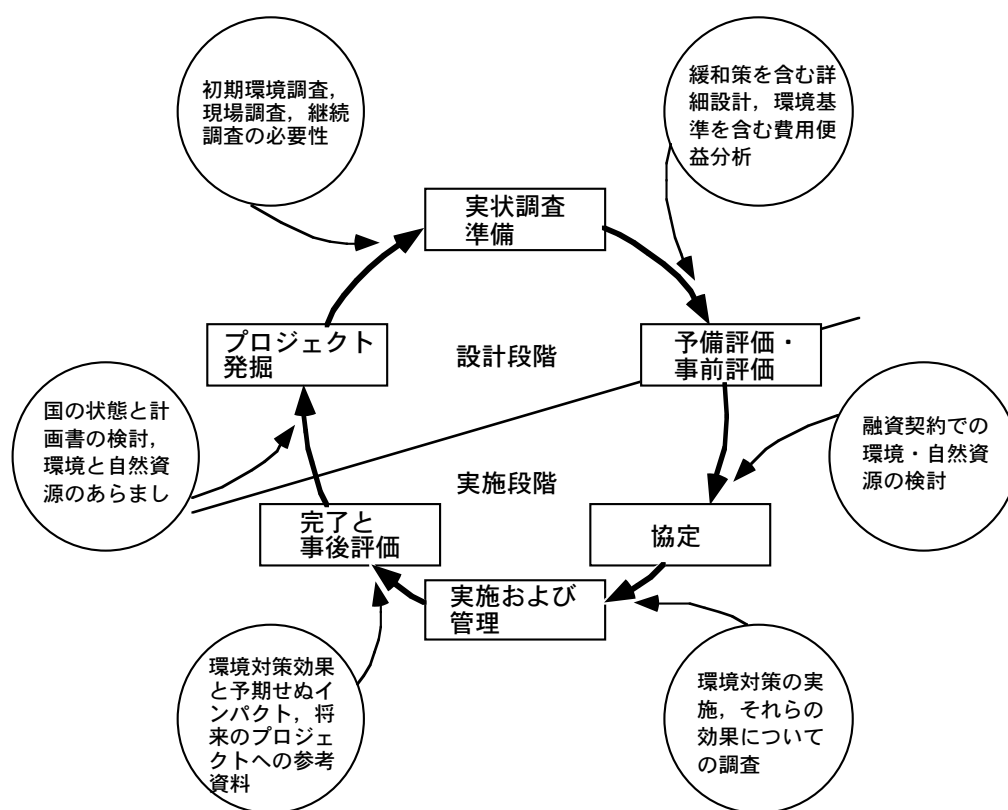 初期環境調査，
現場調査，継続
調査の必要性
緩和策を含む詳
細設計，環境基
準を含む費用便
益分析
実状調査
準備
プロジェクト
発掘
設計段階
予備評価・
事前評価
国の状態と計
画書の検討，
環境と自然資
源のあらまし
融資契約での
環境・自然資
源の検討
実施段階
完了と
事後評価
協定
実施および
管理
環境対策効果
と予期せぬイ
ンパクト，将
来のプロジェ
クトへの参考
資料
環境対策の実
施，それらの
効果について
の調査